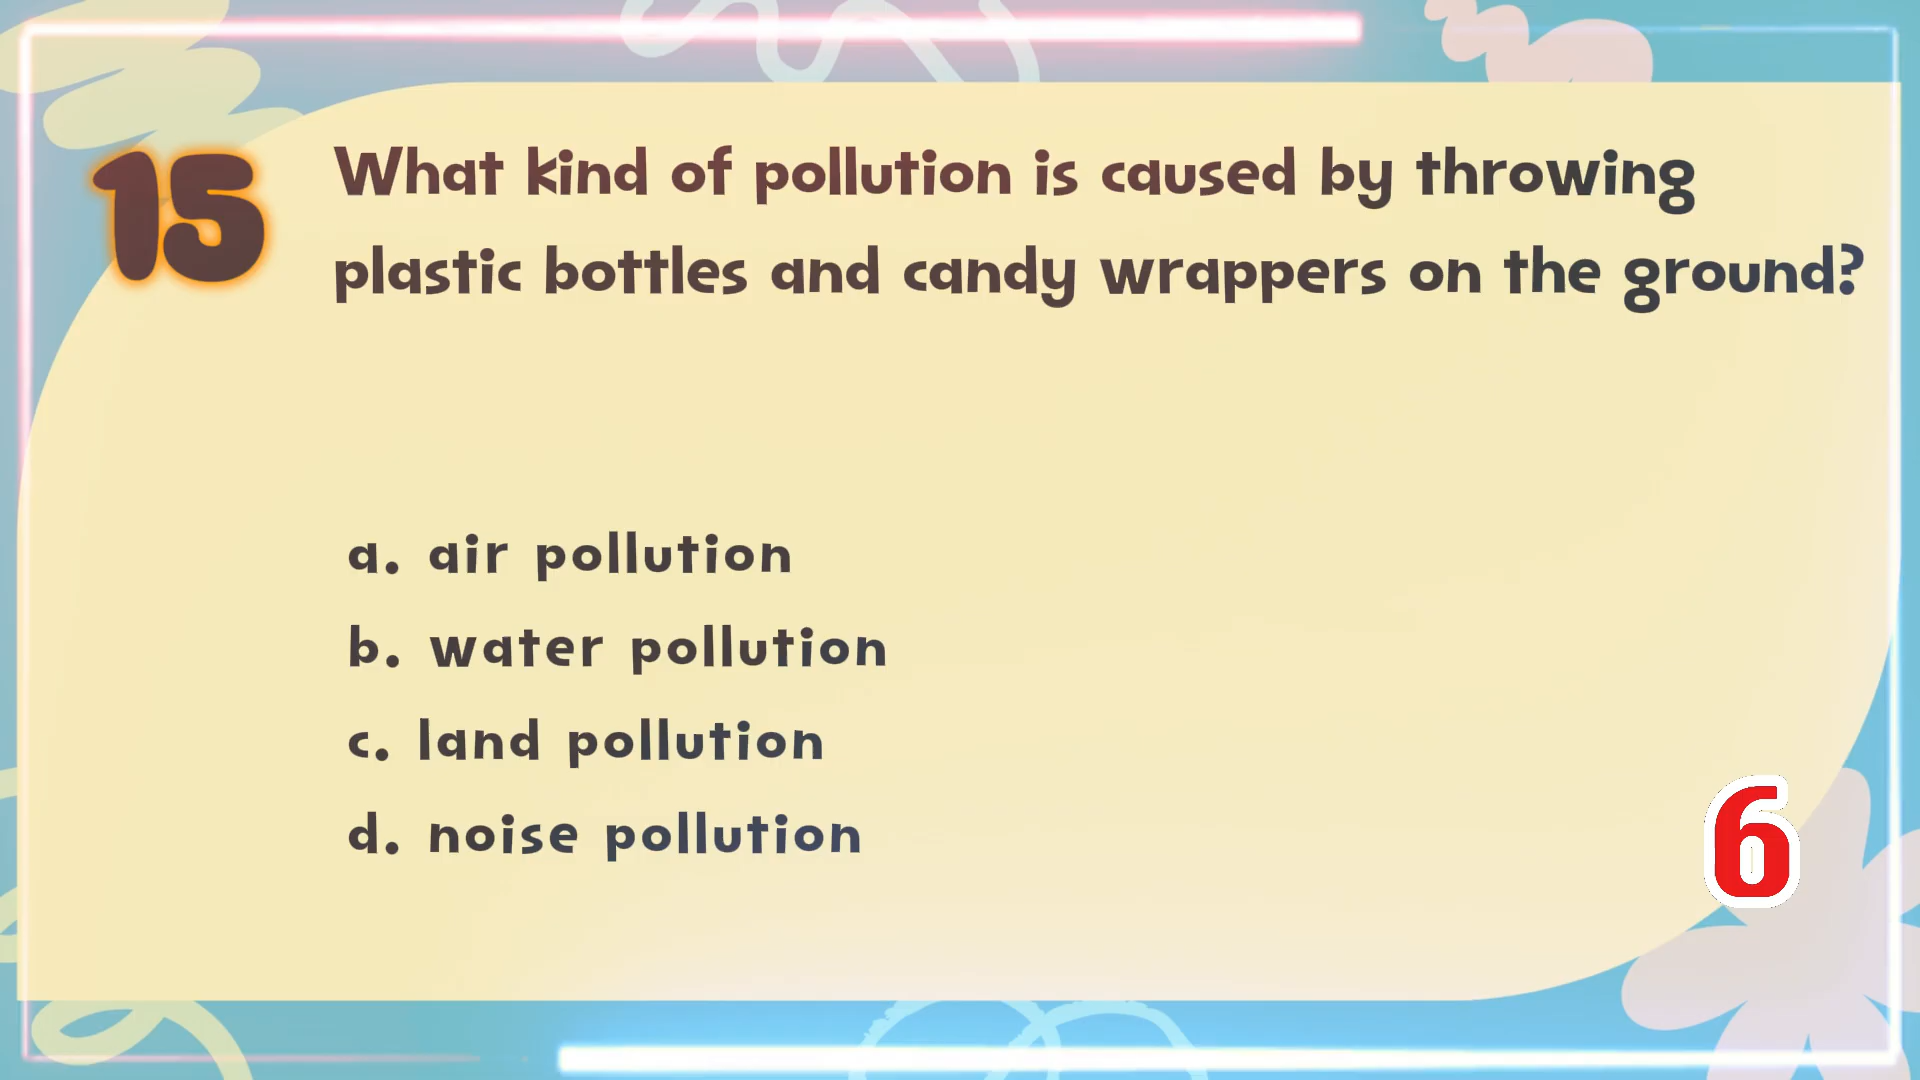 15
What kind of pollution is caused by throwing
plastic bottles and candy wrappers on the ground?
a. air pollution
b. water pollution
c. land pollution
d. noise pollution
6